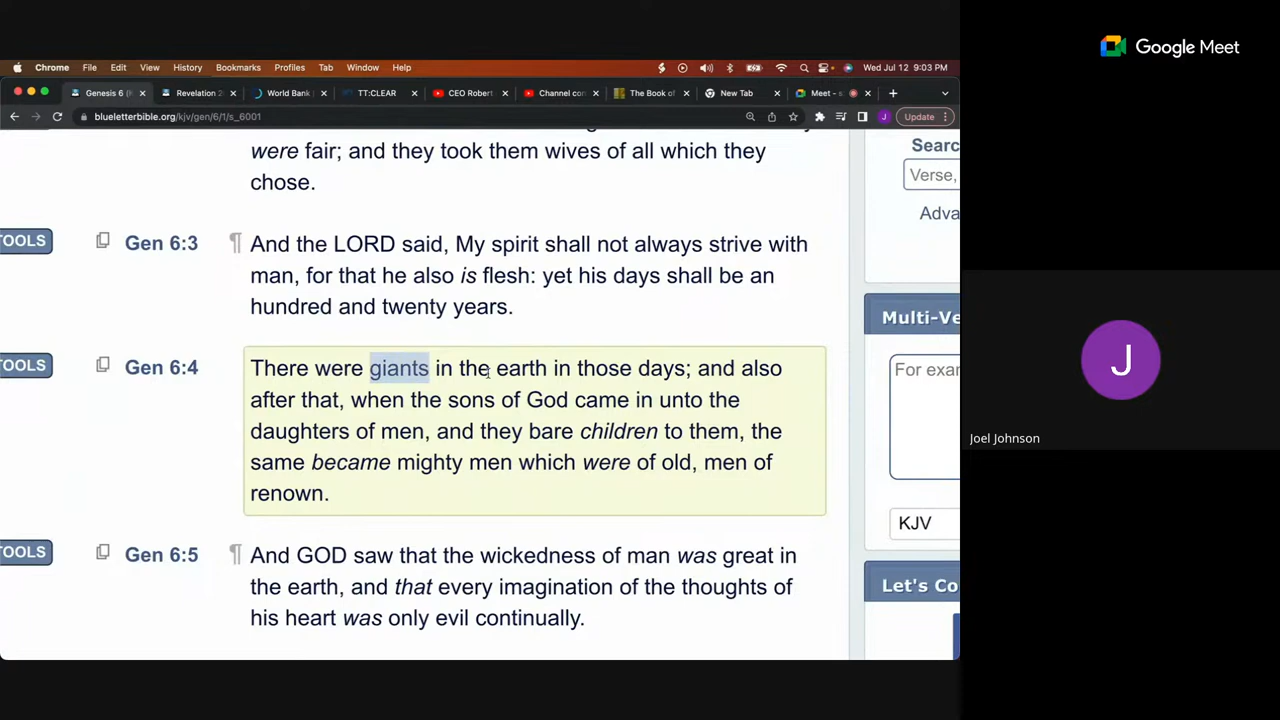 Google Meet
Chrome File Edit View History Bookmarks Profiles Tab Window Help Wed Jul 12 9:03 PM
Genesis 6 ( Revelation 2 World Bank TT:CLEAR CEO Robert Channel con The Book of New Tab Meet - s
blueletterbible.org/kjv/gen/6/1/s_6001 J Update
were fair; and they took them wives of all which they
chose.
TOOLS Gen 6:3 ¶ And the LORD said, My spirit shall not always strive with
man, for that he also is flesh: yet his days shall be an
hundred and twenty years.
TOOLS Gen 6:4 There were giants in the earth in those days; and also
after that, when the sons of God came in unto the
daughters of men, and they bare children to them, the
same became mighty men which were of old, men of
renown.
TOOLS Gen 6:5 ¶ And GOD saw that the wickedness of man was great in
the earth, and that every imagination of the thoughts of
his heart was only evil continually.
Searc
Verse,
Adva
Multi-Ve
For exar
KJV
Let's Co
J
Joel Johnson